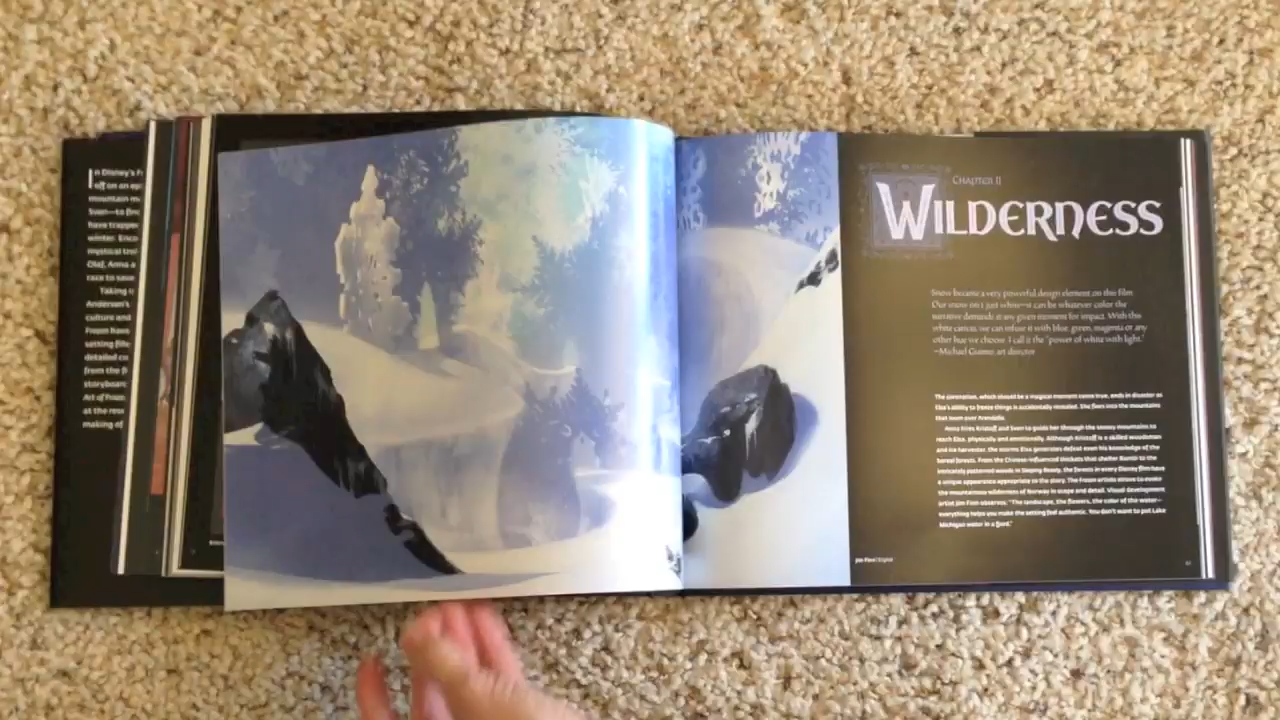 In Disney's Fr
off on an ep
mountain m
Sven—to find
have trapped
winter. Enco
mystical trol
Olaf, Anna a
race to save
Taking i
Andersen's
culture and
Frozen have
setting fille
detailed co
from the fi
storyboard
Art of Frozen
at the
making of
Chapter II
WILDERNESS
Snow became a very powerful design element on this film.
Our snow isn't just white—it can be whatever color the
narrative demands at any given moment for impact. With this
white canvas, we can infuse it with blue, green, magenta or any
other hue we choose. I call it the "power of white with light."
—Michael Giaimo, art director
The coronation, which should be a magical moment come true, ends in disaster as
Elsa's ability to freeze things is accidentally revealed. She flees into the mountains
that loom over Arendelle.
Anna hires Kristoff and Sven to guide her through the snowy mountains to
reach Elsa, physically and emotionally. Although Kristoff is a skilled woodsman
and ice harvester, the storms Elsa generates defeat even his knowledge of the
boreal forests. From the Chinese-influenced thickets that shelter Bambi to the
intricately patterned woods in Sleeping Beauty, the forests in every Disney film have
a unique appearance appropriate to the story. The Frozen artists strove to evoke
the mountainous wilderness of Norway in scope and detail. Visual development
artist Jim Finn observes, "The landscape, the flowers, the color of the water—
everything helps you make the setting feel authentic. You don't want to put Lake
Michigan water in a fjord."
Jim Finn | Digital